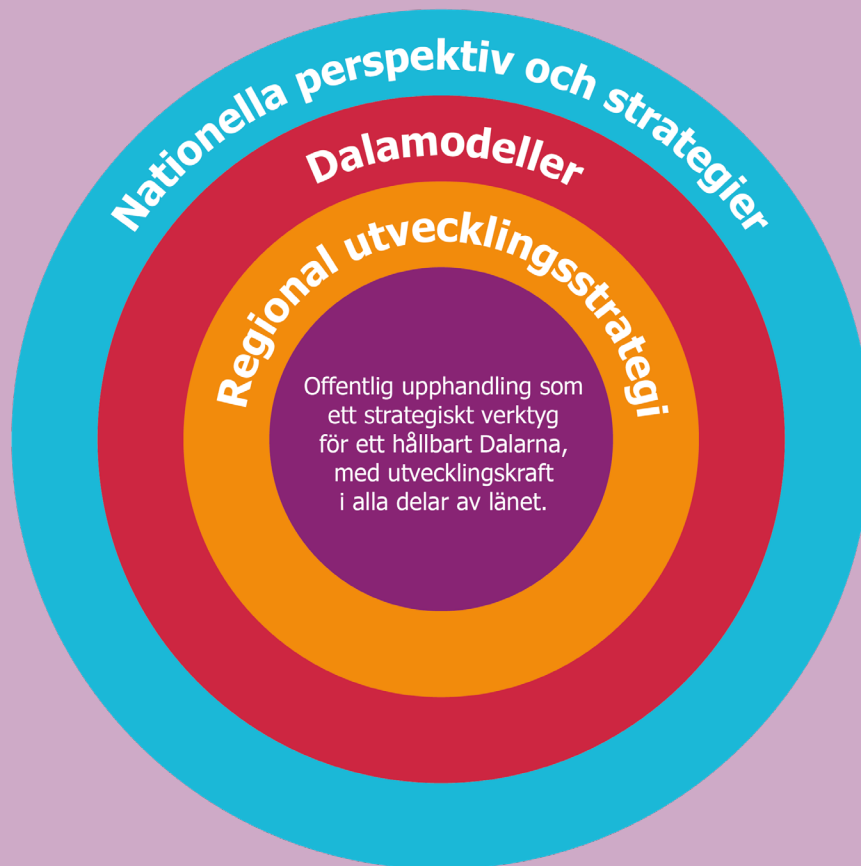 Nationella perspektiv och strategier
Dalamodeller
Regional utvecklingsstrategi
Offentlig upphandling som
ett strategiskt verktyg
för ett hållbart Dalarna,
med utvecklingskraft
i alla delar av länet.